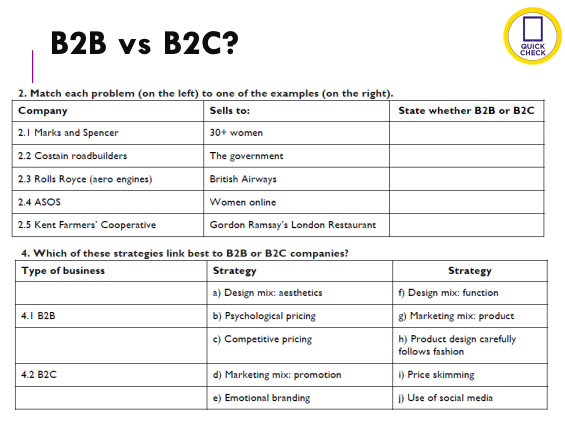 B2B vs B2C?
QUICK
CHECK
2. Match each problem (on the left) to one of the examples (on the right).
Company Sells to: State whether B2B or B2C
2.1 Marks and Spencer 30+ women
2.2 Costain roadbuilders The government
2.3 Rolls Royce (aero engines) British Airways
2.4 ASOS Women online
2.5 Kent Farmers' Cooperative Gordon Ramsay's London Restaurant
4. Which of these strategies link best to B2B or B2C companies?
Type of business Strategy Strategy
a) Design mix: aesthetics f) Design mix: function
4.1 B2B b) Psychological pricing g) Marketing mix: product
c) Competitive pricing h) Product design carefully
follows fashion
4.2 B2C d) Marketing mix: promotion i) Price skimming
e) Emotional branding j) Use of social media